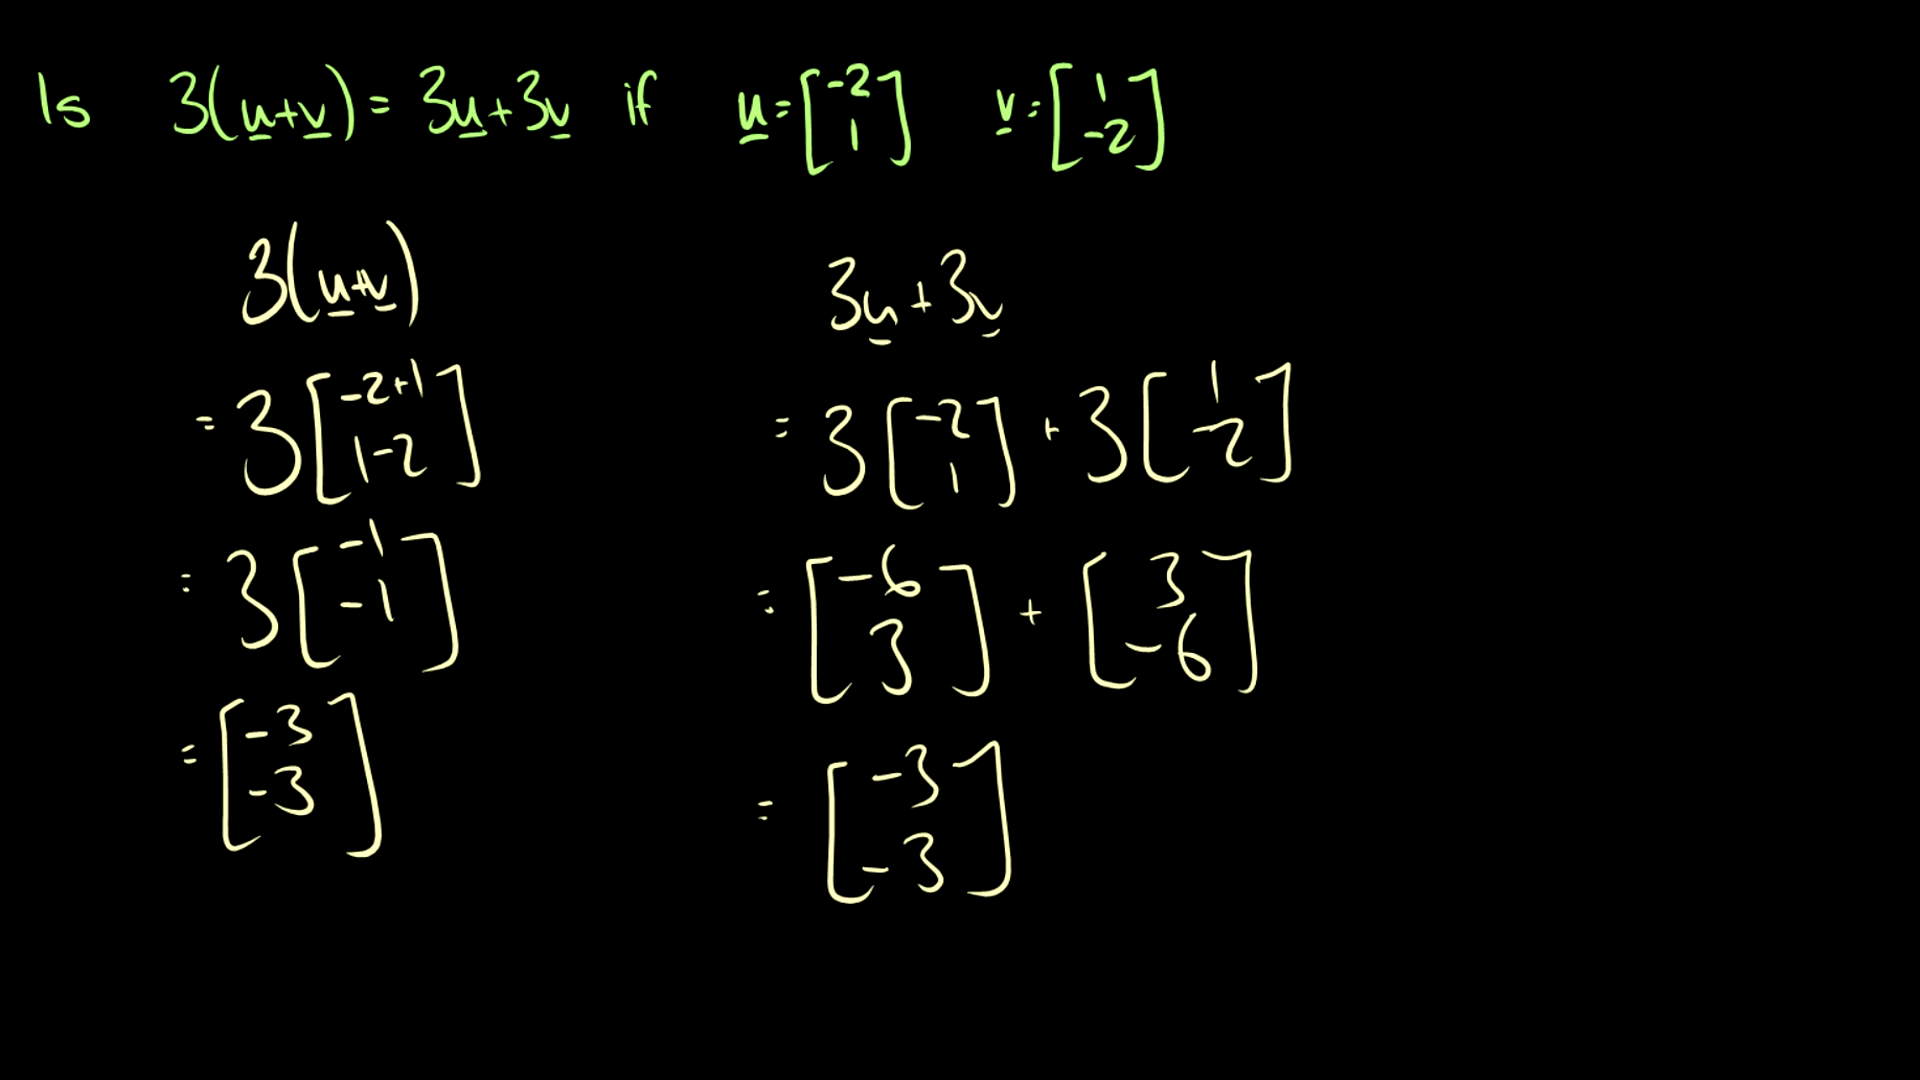 Is 3(u+v) = 3u+3v if u = [-2 1] v = [1 -2]
3(u+v)
= 3[-2+1 1-2]
= 3[-1 -1]
= [-3 -3]
3u+3v
= 3[-2 1] + 3[1 -2]
= [-6 3] + [3 -6]
= [-3 -3]